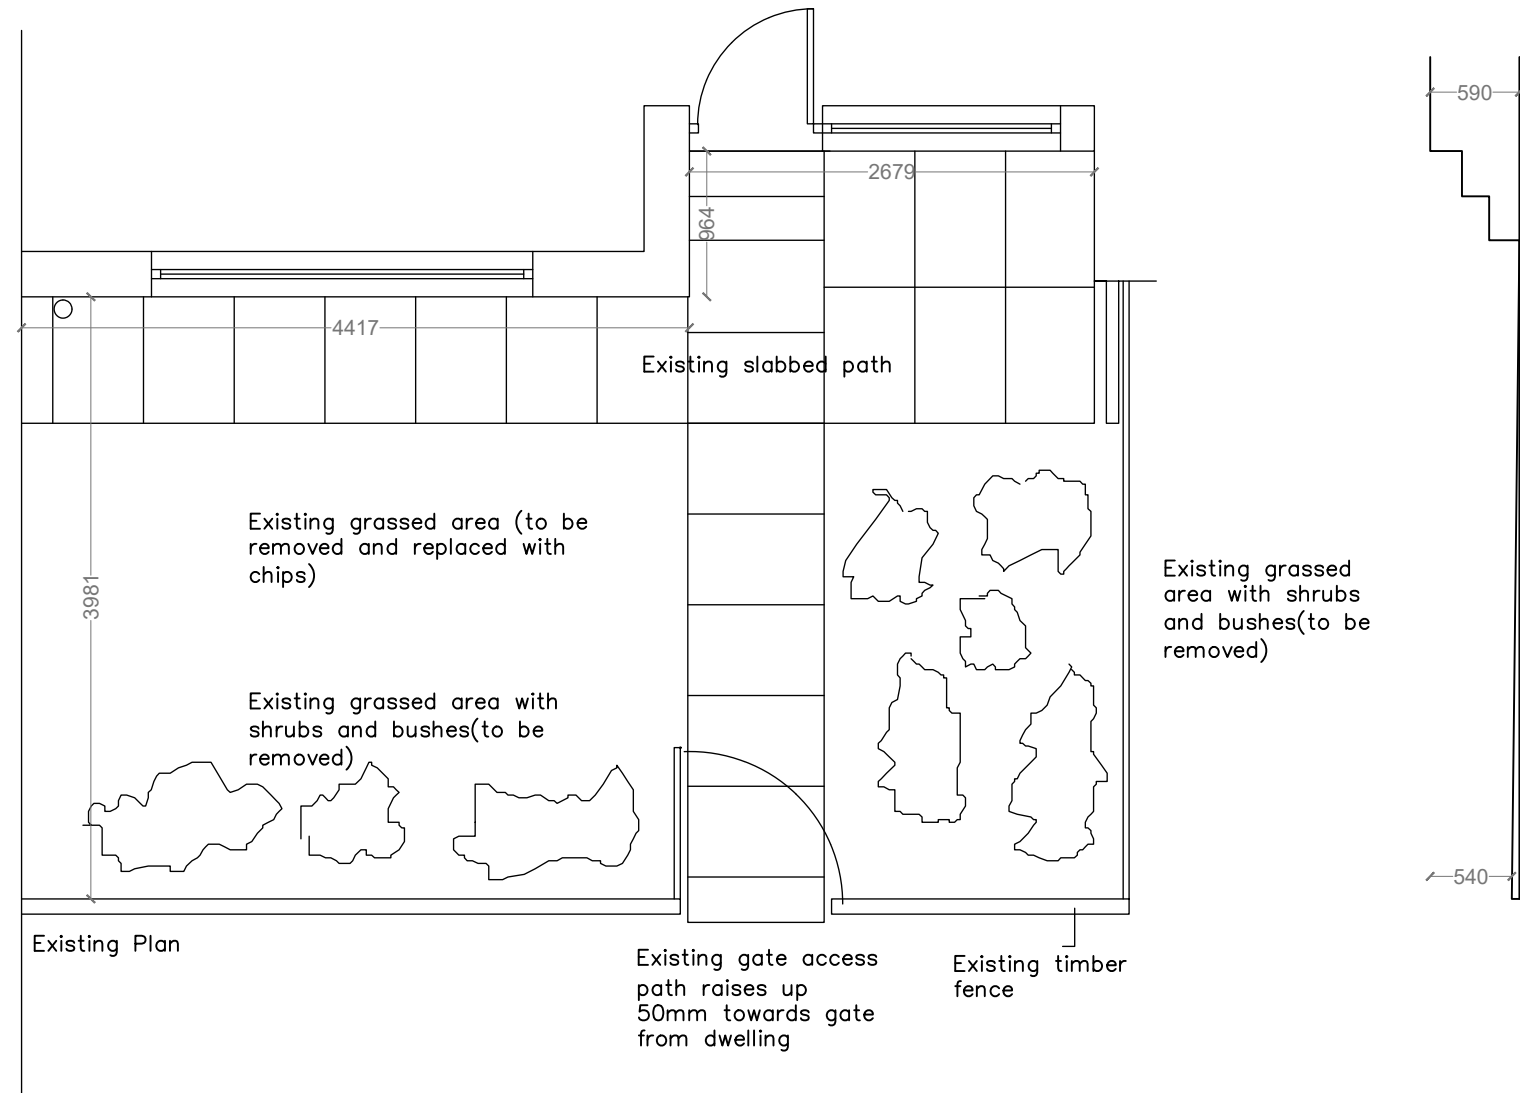 590
2679
964
4417
Existing slabbed path
Existing grassed area (to be
removed and replaced with
chips)
3981
Existing grassed
area with shrubs
and bushes(to be
removed)
Existing grassed area with
shrubs and bushes(to be
removed)
540
Existing Plan
Existing gate access
path raises up
50mm towards gate
from dwelling
Existing timber
fence